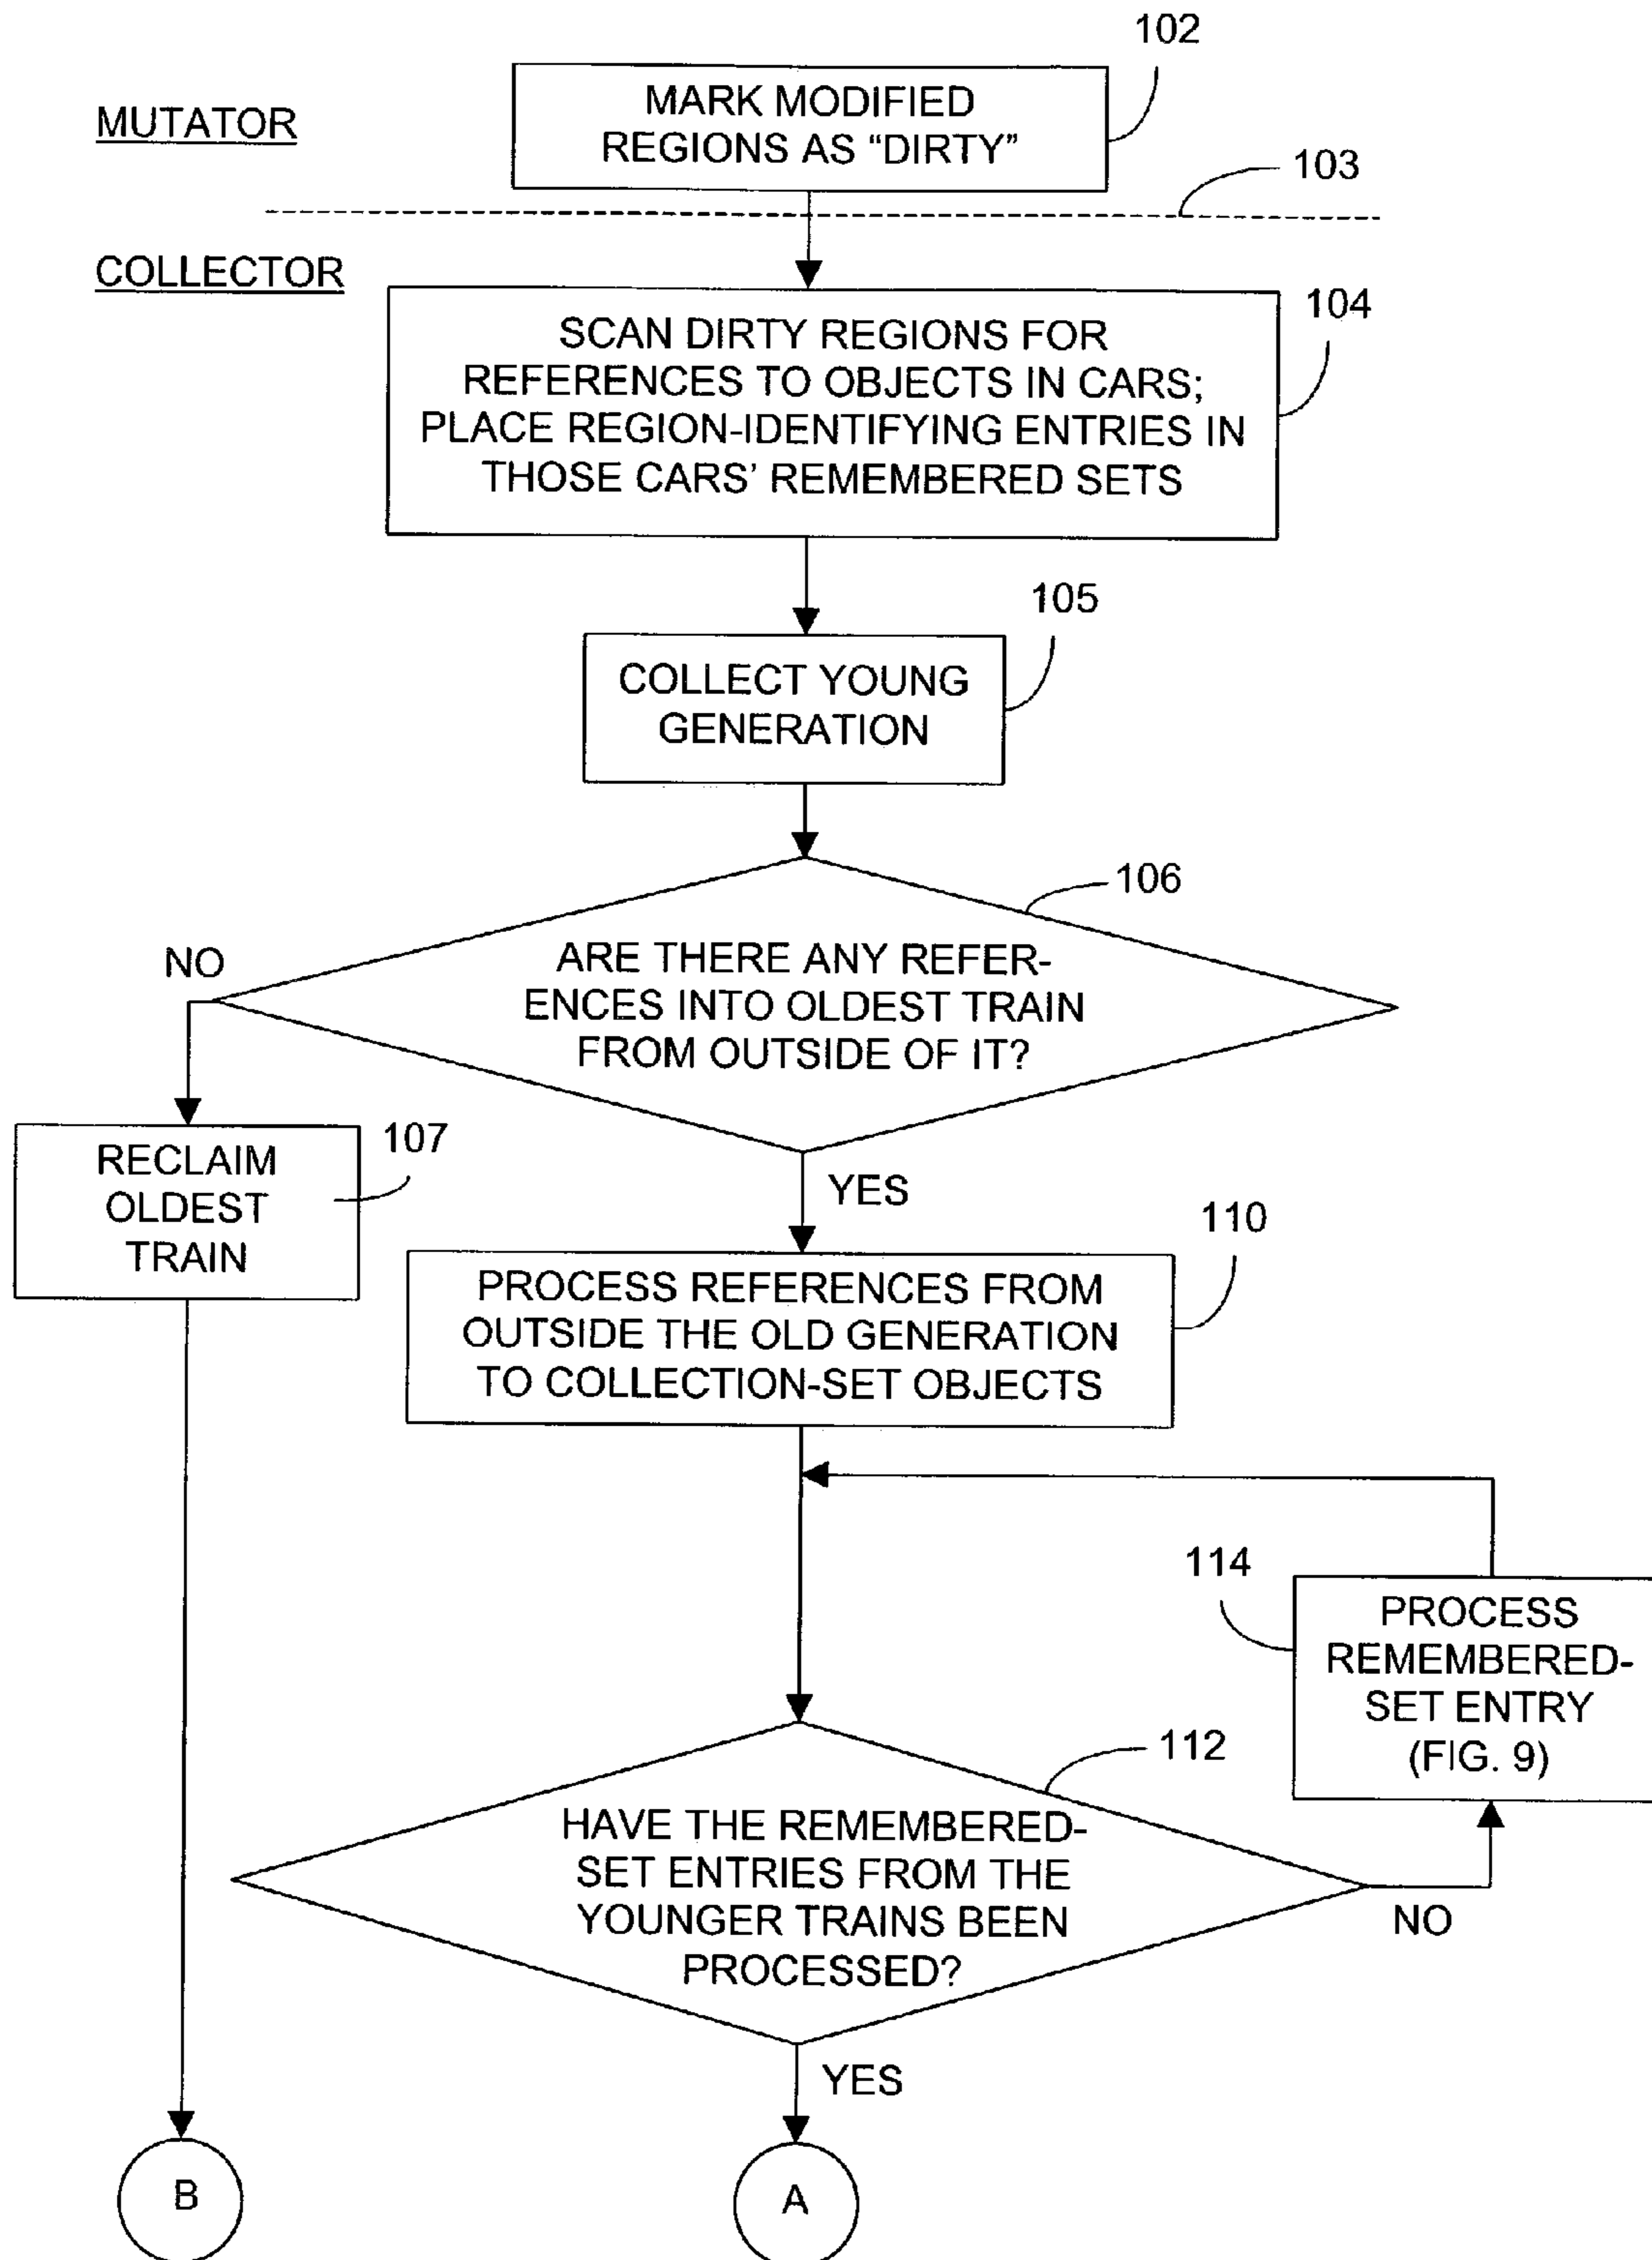 102
MUTATOR
MARK MODIFIED
REGIONS AS “DIRTY”
103
COLLECTOR
104
SCAN DIRTY REGIONS FOR
REFERENCES TO OBJECTS IN CARS;
PLACE REGION-IDENTIFYING ENTRIES IN
THOSE CARS’ REMEMBERED SETS
105
COLLECT YOUNG
GENERATION
106
NO
ARE THERE ANY REFER-
ENCES INTO OLDEST TRAIN
FROM OUTSIDE OF IT?
107
RECLAIM
OLDEST
TRAIN
YES
110
PROCESS REFERENCES FROM
OUTSIDE THE OLD GENERATION
TO COLLECTION-SET OBJECTS
114
PROCESS
REMEMBERED-
SET ENTRY
(FIG. 9)
112
HAVE THE REMEMBERED-
SET ENTRIES FROM THE
YOUNGER TRAINS BEEN
PROCESSED?
NO
YES
B
A